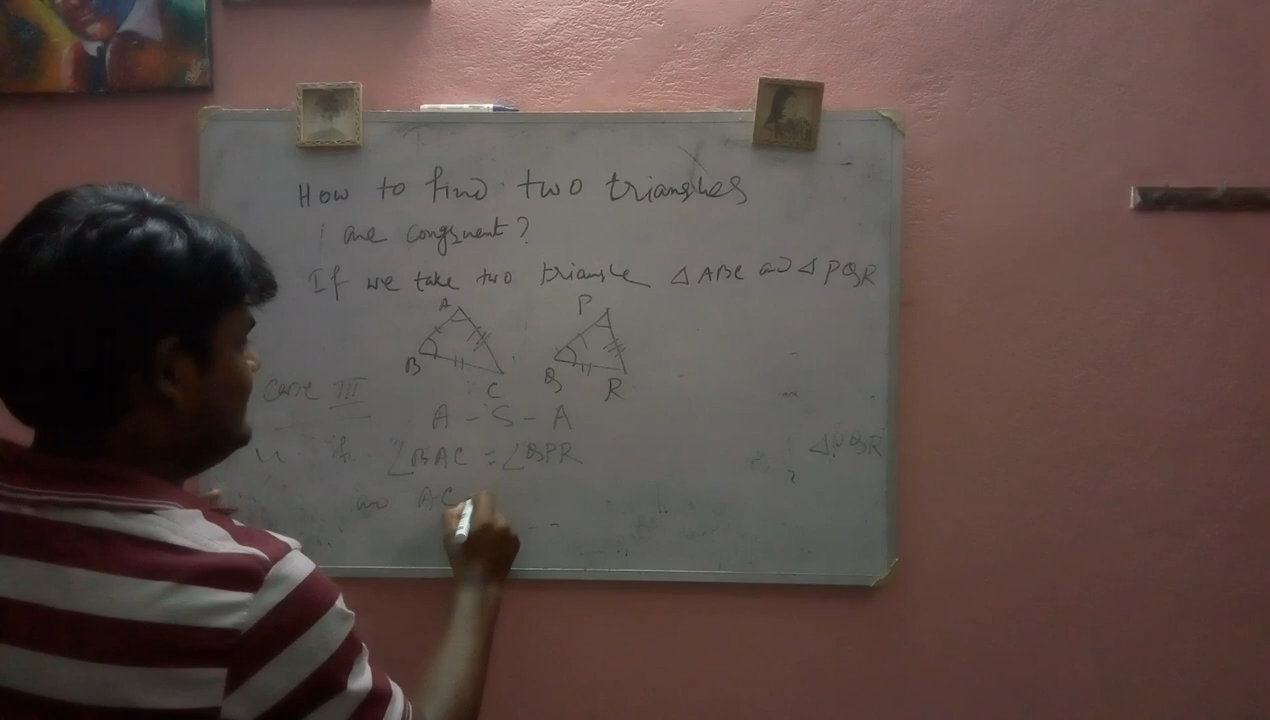 How to find two triangles
are congruent?
If we take two triangle △ABC and △PQR
A P
B C Q R
Case III
A - S - A
if ∠BAC = ∠QPR △PQR
and AC